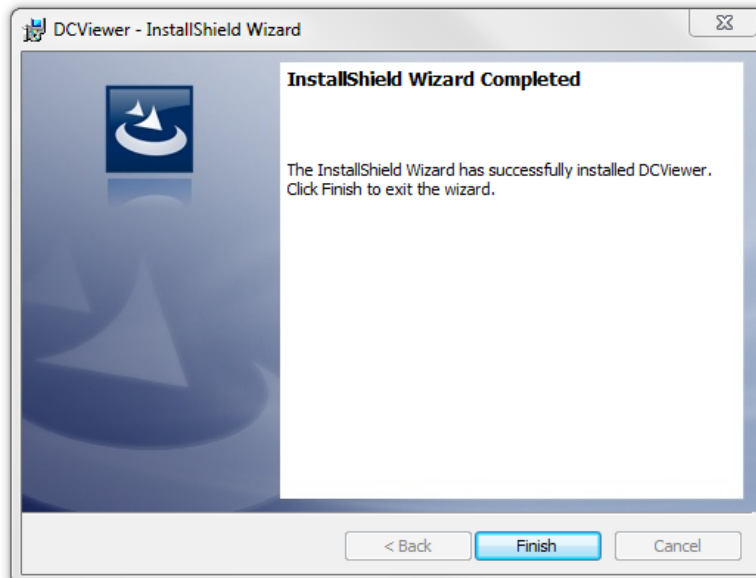 DCViewer - InstallShield Wizard
InstallShield Wizard Completed
The InstallShield Wizard has successfully installed DCViewer.
Click Finish to exit the wizard.
< Back Finish Cancel